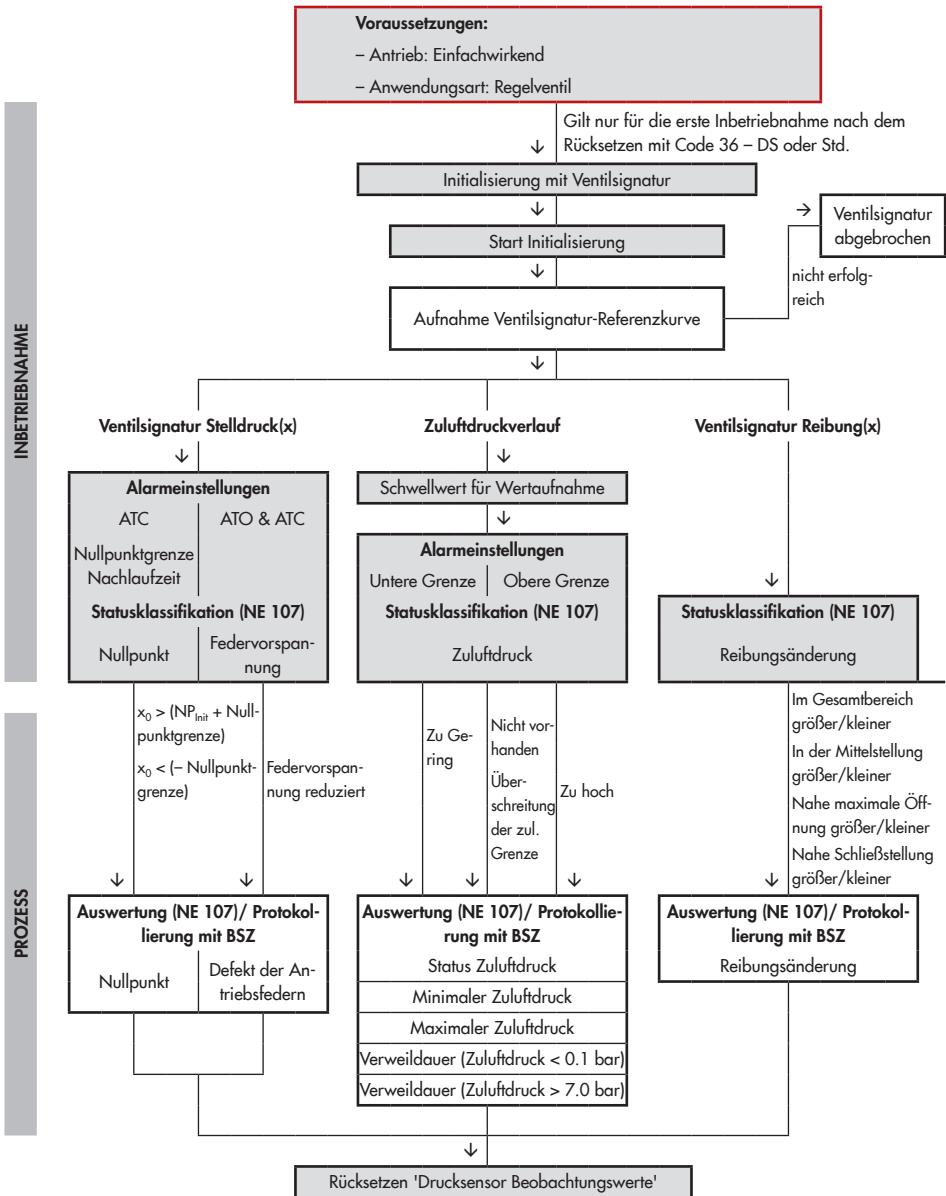 Voraussetzungen:
– Antrieb: Einfachwirkend
– Anwendungsart: Regelventil
Gilt nur für die erste Inbetriebnahme nach dem
Rücksetzen mit Code 36 – DS oder Std.
INBETRIEBNAHME
Initialisierung mit Ventilsignatur
Start Initialisierung
Ventilsignatur
abgebrochen
nicht erfolg-
reich
Aufnahme Ventilsignatur-Referenzkurve
Ventilsignatur Stelldruck(x)
Alarmeinstellungen
ATC
ATO & ATC
Nullpunktgrenze
Nachlaufzeit
Statusklassifikation (NE 107)
Nullpunkt
Federvorspan-
nung
Zuluftdruckverlauf
Schwellwert für Wertaufnahme
Alarmeinstellungen
Untere Grenze
Obere Grenze
Statusklassifikation (NE 107)
Zuluftdruck
Ventilsignatur Reibung(x)
Statusklassifikation (NE 107)
Reibungsänderung
PROZESS
x₀ > (NP_Init + Null-
punktgrenze)
x₀ < (– Nullpunkt-
grenze)
Federvorspan-
nung reduziert
Zu Ge-
ring
Nicht vor-
handen
Über-
schreitung
der zul.
Grenze
Zu hoch
Im Gesamtbereich
größer/kleiner
In der Mittelstellung
größer/kleiner
Nahe maximale Öff-
nung größer/kleiner
Nahe Schließstellung
größer/kleiner
Auswertung (NE 107)/ Protokol-
lierung mit BSZ
Nullpunkt
Defekt der An-
triebsfedern
Auswertung (NE 107)/ Protokollie-
rung mit BSZ
Status Zuluftdruck
Minimaler Zuluftdruck
Maximaler Zuluftdruck
Verweildauer (Zuluftdruck < 0.1 bar)
Verweildauer (Zuluftdruck > 7.0 bar)
Auswertung (NE 107)/ Protokol-
lierung mit BSZ
Reibungsänderung
Rücksetzen 'Drucksensor Beobachtungswerte'